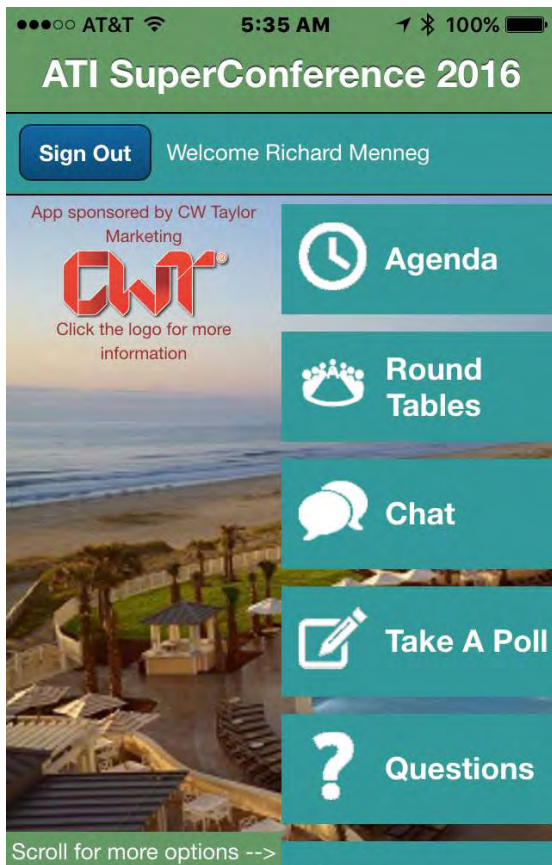 AT&T 5:35 AM 100%
ATI SuperConference 2016
Sign Out Welcome Richard Menneg
App sponsored by CW Taylor
Marketing
CWT®
Click the logo for more
information
Agenda
Round
Tables
Chat
Take A Poll
Questions
Scroll for more options -->